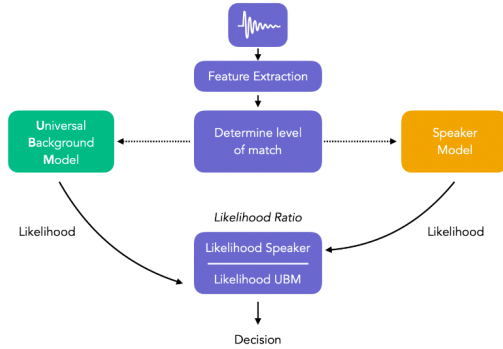 Feature Extraction
Universal
Background
Model
Determine level
of match
Speaker
Model
Likelihood Ratio
Likelihood
Likelihood Speaker
Likelihood UBM
Likelihood
Decision